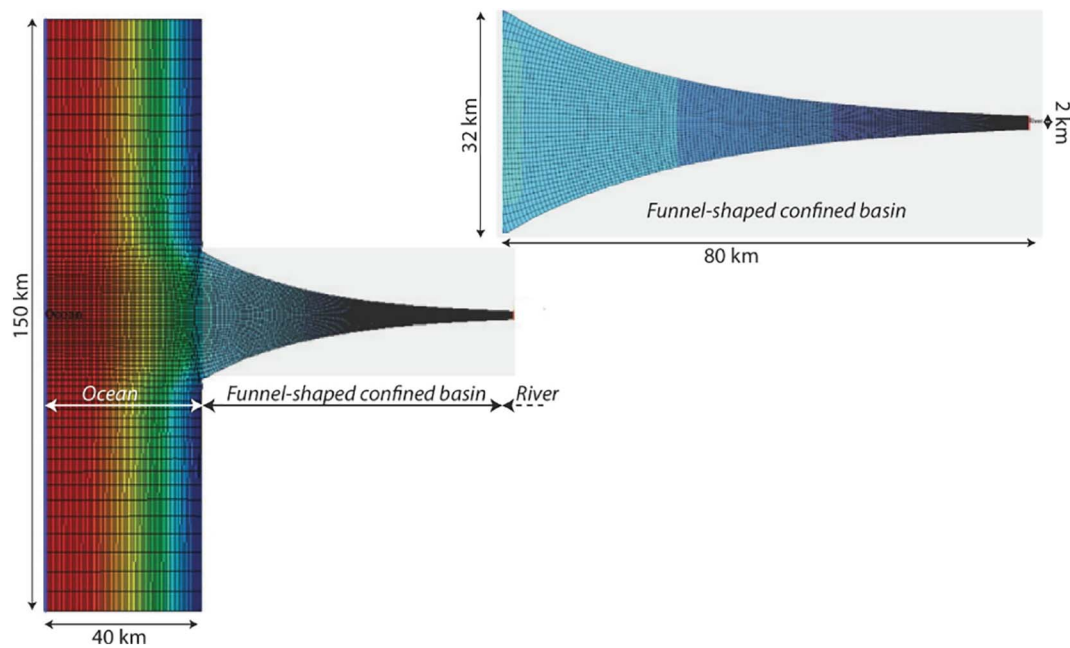 32 km
2 km
Funnel-shaped confined basin
80 km
150 km
Ocean
Ocean
Funnel-shaped confined basin
River
40 km